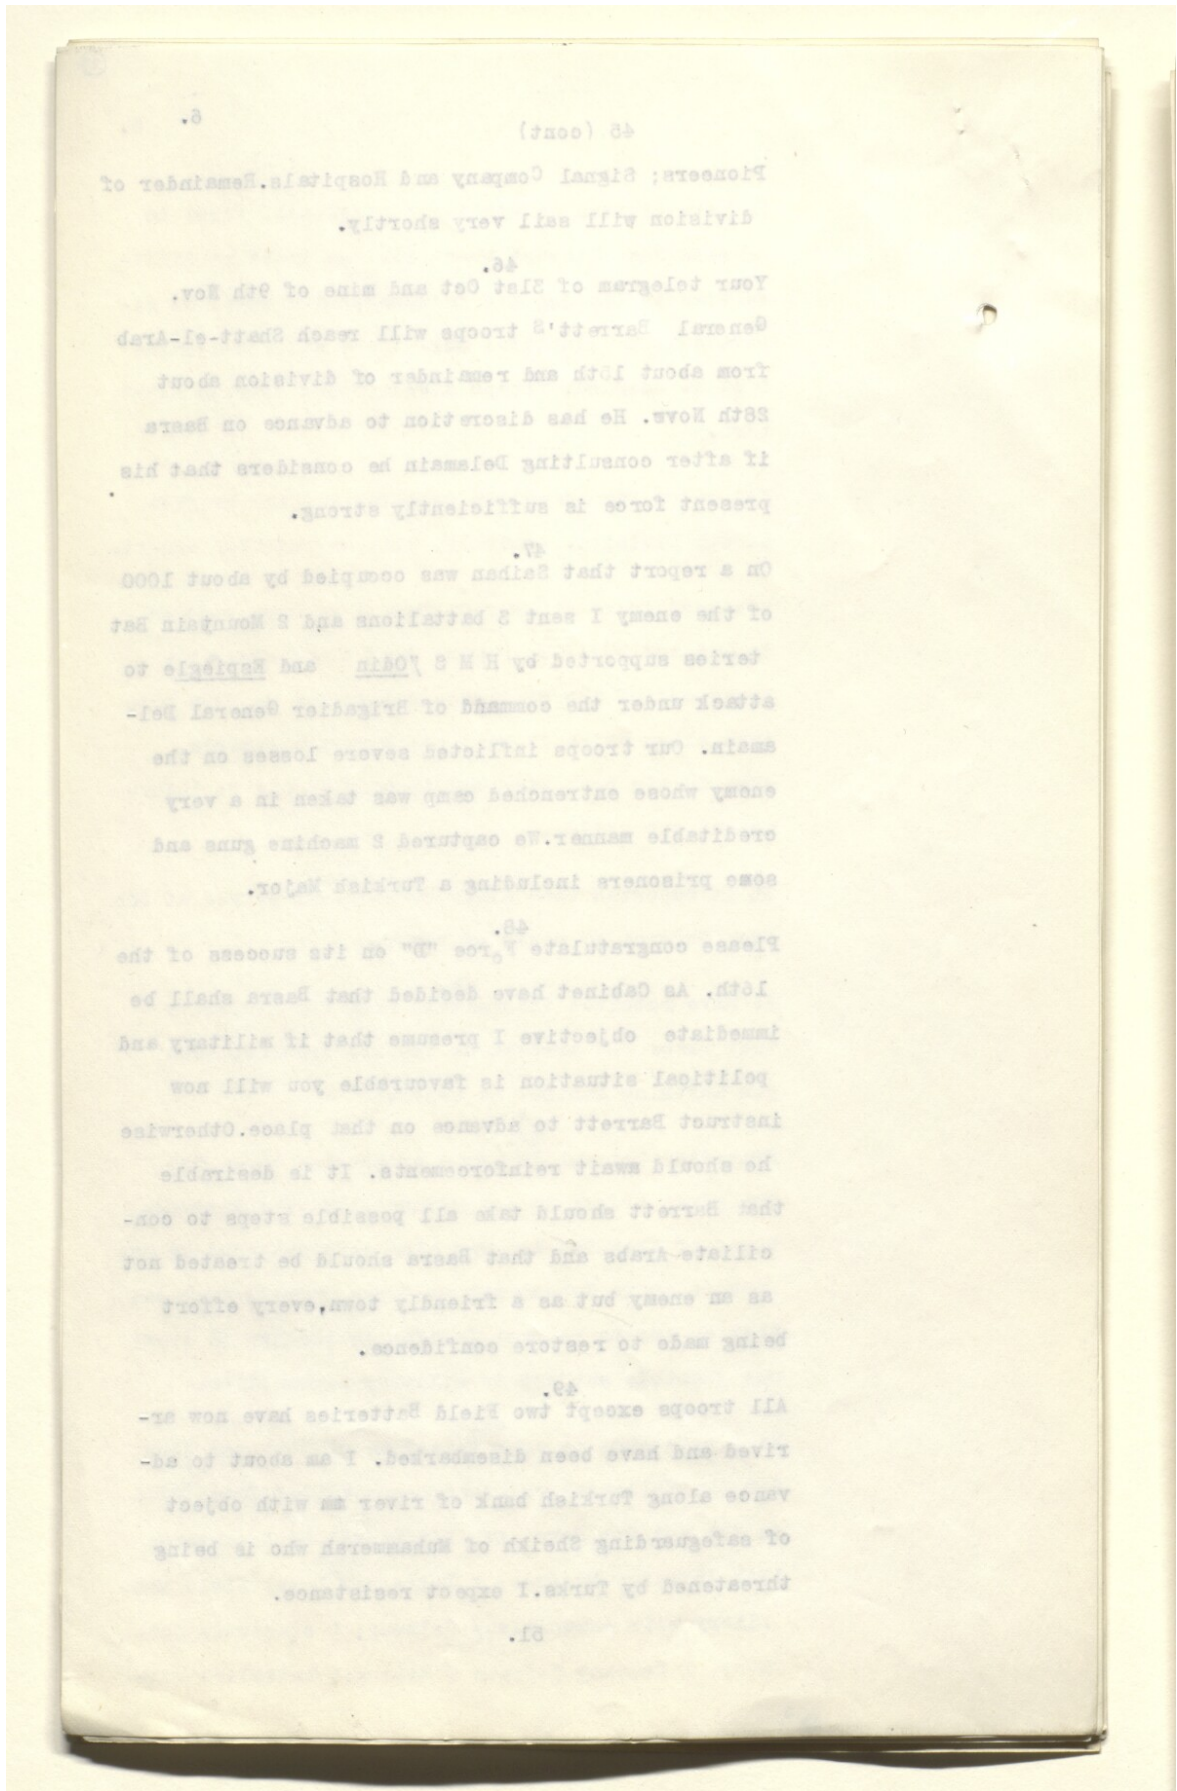 45 (cont)
6.
Pioneers; Signal Company and Hospitals.Remainder of
division will sail very shortly.
46.
Your telegram of 31st Oct and mine of 9th Nov.
General Barrett's troops will reach Shatt-el-Arab
from about 15th and remainder of division about
28th Novr. He has discretion to advance on Basra
if after consulting Delamain he considers that his
present force is sufficiently strong.
47.
On a report that Saihan was occupied by about 1000
of the enemy I sent 3 battalions and 2 Mountain Bat
teries supported by H M S Odin and Espiegle to
attack under the command of Brigadier General Del-
amain. Our troops inflicted severe losses on the
enemy whose entrenched camp was taken in a very
creditable manner.We captured 2 machine guns and
some prisoners including a Turkish Major.
48.
Please congratulate Force "D" on its success of the
16th. As Cabinet have decided that Basra shall be
immediate objective I presume that if military and
political situation is favourable you will now
instruct Barrett to advance on that place.Otherwise
he should await reinforcements. It is desirable
that Barrett should take all possible steps to con-
ciliate Arabs and that Basra should be treated not
as an enemy but as a friendly town,every effort
being made to restore confidence.
49.
All troops except two Field Batteries have now ar-
rived and have been disembarked. I am about to ad-
vance along Turkish bank of river with object
of safeguarding Sheikh of Muhammerah who is being
threatened by Turks.I expect resistance.
51.